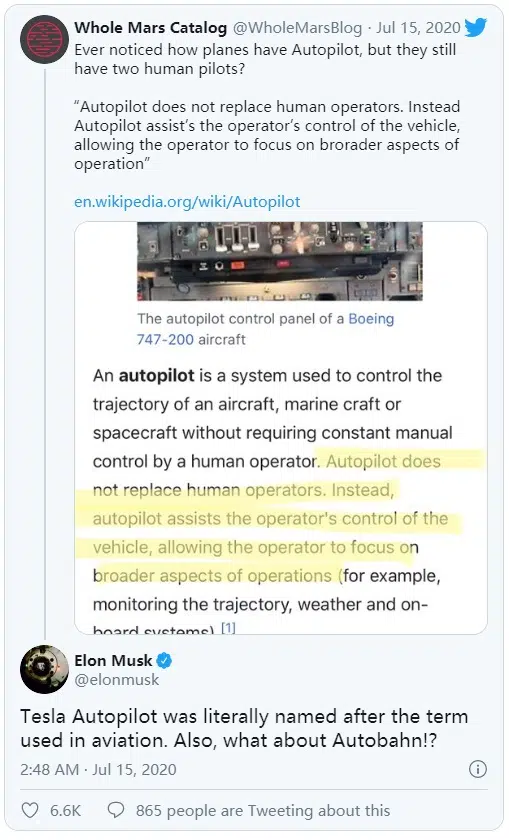 Whole Mars Catalog @WholeMarsBlog · Jul 15, 2020
Ever noticed how planes have Autopilot, but they still
have two human pilots?
“Autopilot does not replace human operators. Instead
Autopilot assist’s the operator’s control of the vehicle,
allowing the operator to focus on brorader aspects of
operation”
en.wikipedia.org/wiki/Autopilot
The autopilot control panel of a Boeing
747-200 aircraft
An autopilot is a system used to control the
trajectory of an aircraft, marine craft or
spacecraft without requiring constant manual
control by a human operator. Autopilot does
not replace human operators. Instead,
autopilot assists the operator's control of the
vehicle, allowing the operator to focus on
broader aspects of operations (for example,
monitoring the trajectory, weather and on-
board systems). [1]
Elon Musk
@elonmusk
Tesla Autopilot was literally named after the term
used in aviation. Also, what about Autobahn!?
2:48 AM · Jul 15, 2020
6.6K 865 people are Tweeting about this